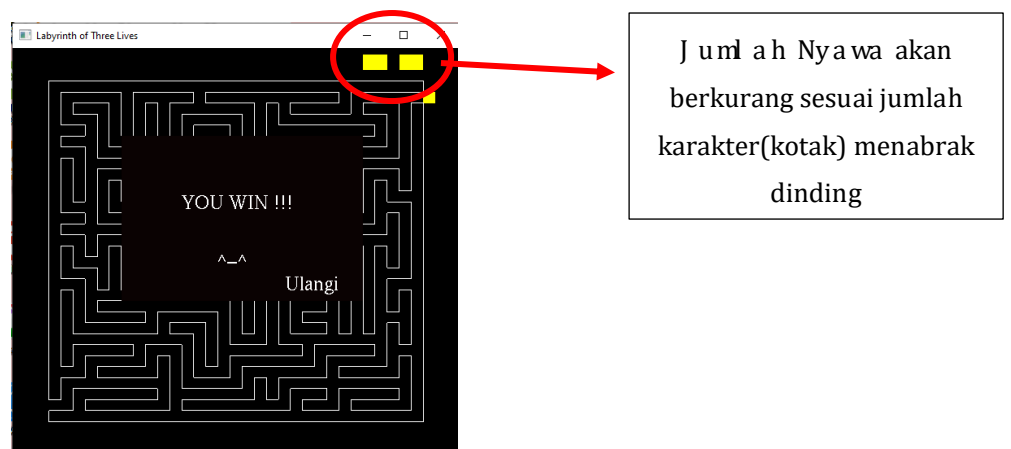 Labyrinth of Three Lives
Jumlah Nyawa akan
berkurang sesuai jumlah
karakter(kotak) menabrak
dinding
YOU WIN !!!
^_^
Ulangi